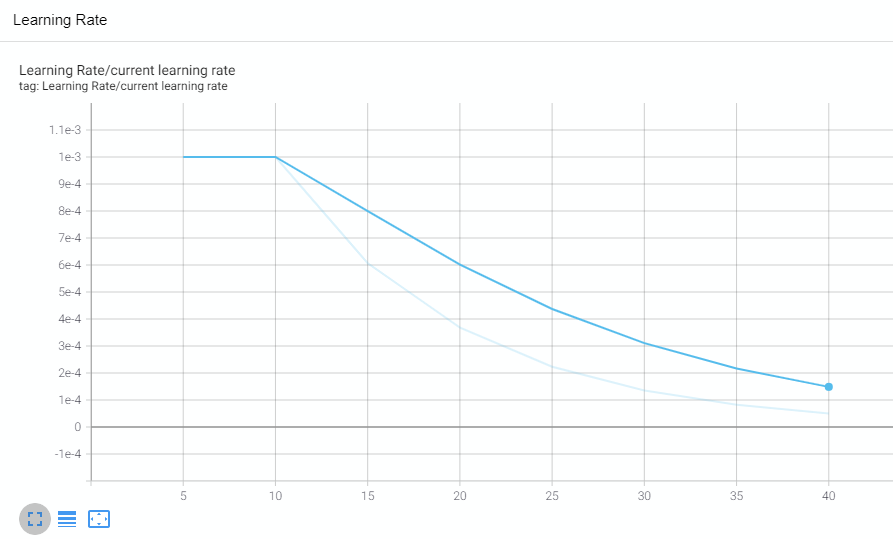 Learning Rate
Learning Rate/current learning rate
tag: Learning Rate/current learning rate
1.1e-3
1e-3
9e-4
8e-4
7e-4
6e-4
5e-4
4e-4
3e-4
2e-4
1e-4
0
-1e-4
5 10 15 20 25 30 35 40